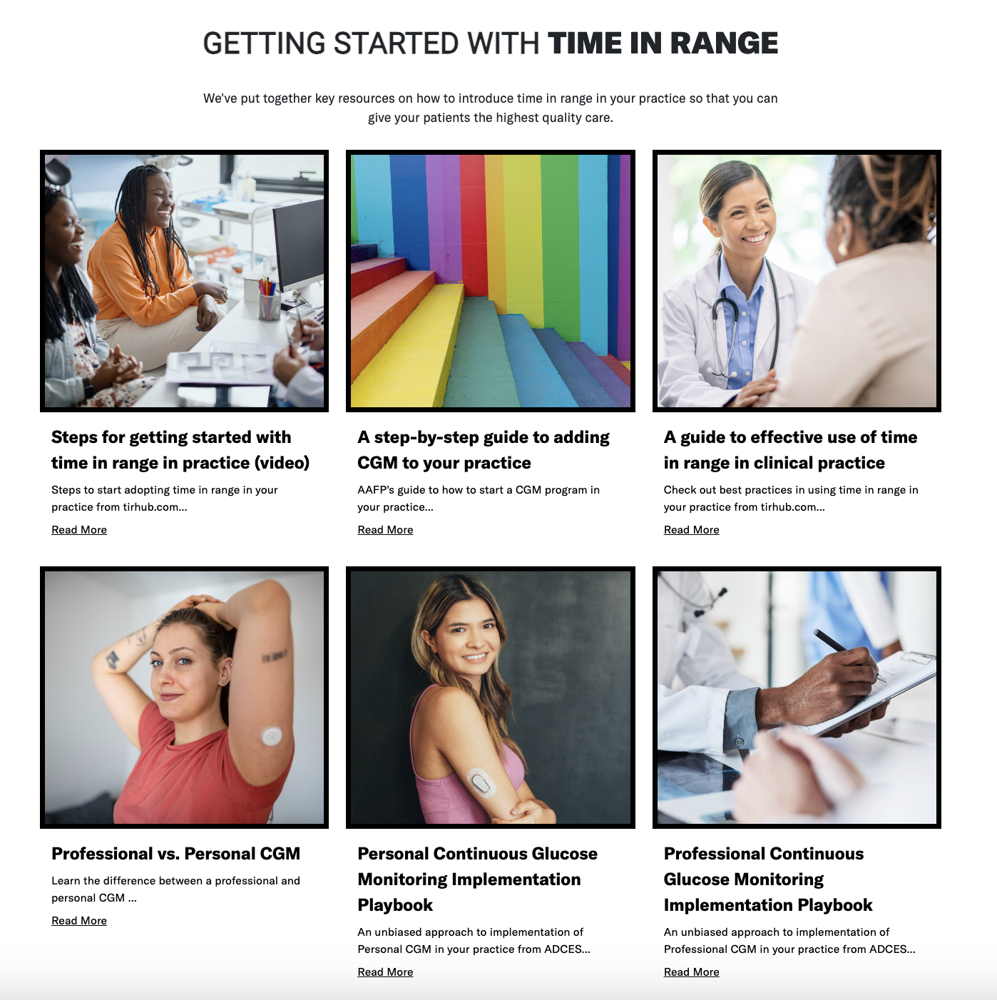 GETTING STARTED WITH TIME IN RANGE
We've put together key resources on how to introduce time in range in your practice so that you can
give your patients the highest quality care.
Steps for getting started with
time in range in practice (video)
Steps to start adopting time in range in your
practice from tirhub.com...
Read More
A step-by-step guide to adding
CGM to your practice
AAFP's guide to how to start a CGM program in
your practice...
Read More
A guide to effective use of time
in range in clinical practice
Check out best practices in using time in range in
your practice from tirhub.com...
Read More
Professional vs. Personal CGM
Learn the difference between a professional and
personal CGM ...
Read More
Personal Continuous Glucose
Monitoring Implementation
Playbook
An unbiased approach to implementation of
Personal CGM in your practice from ADCES...
Read More
Professional Continuous
Glucose Monitoring
Implementation Playbook
An unbiased approach to implementation of
Professional CGM in your practice from ADCES...
Read More